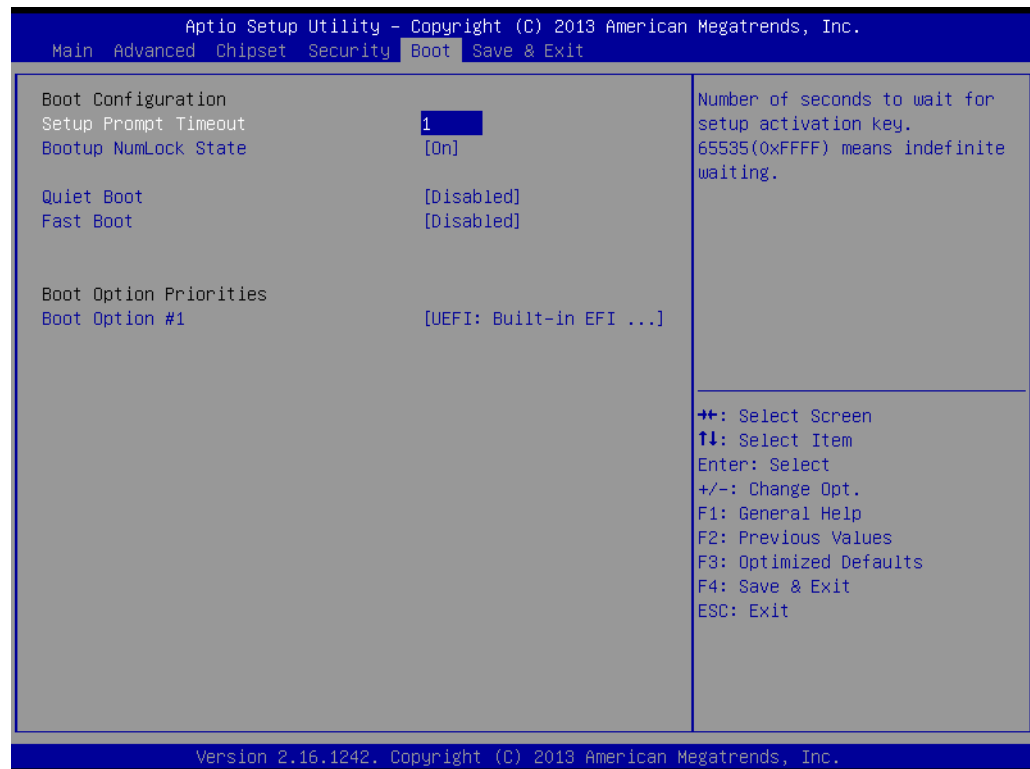 Aptio Setup Utility – Copyright (C) 2013 American Megatrends, Inc.
Main Advanced Chipset Security Boot Save & Exit
Boot Configuration
Setup Prompt Timeout 1
Bootup NumLock State [On]
Quiet Boot [Disabled]
Fast Boot [Disabled]
Boot Option Priorities
Boot Option #1 [UEFI: Built-in EFI ...]
Number of seconds to wait for
setup activation key.
65535(0xFFFF) means indefinite
waiting.
→←: Select Screen
↑↓: Select Item
Enter: Select
+/-: Change Opt.
F1: General Help
F2: Previous Values
F3: Optimized Defaults
F4: Save & Exit
ESC: Exit
Version 2.16.1242. Copyright (C) 2013 American Megatrends, Inc.